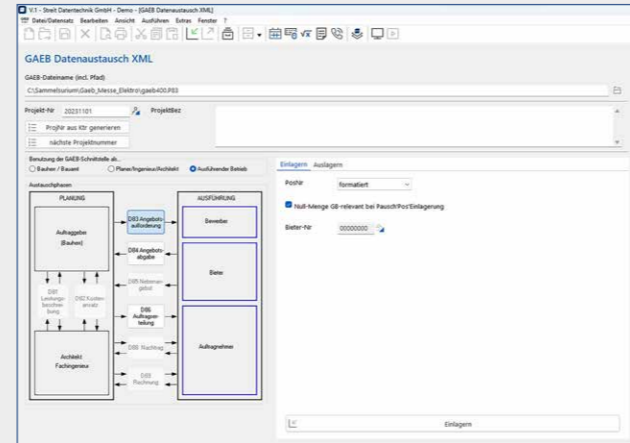 V.1 - Streit Datentechnik GmbH - Demo - [GAEB Datenaustausch XML]
Datei/Datensatz Bearbeiten Ansicht Ausführen Extras Fenster ?
GAEB Datenaustausch XML
GAEB-Dateiname (incl. Pfad)
C:\Sammelsurium\Gaeb_Messe_Elektro\gaeb400.P83
Projekt-Nr 20231101 ProjektBez
ProjNr aus Ktr generieren
nächste Projektnummer
Benutzung der GAEB-Schnittstelle als...
Bauherr / Bauamt Planer/Ingenieur/Architekt Ausführender Betrieb
Einlagern Auslagern
PosNr formatiert
Null-Menge GB-relevant bei Pausch'Pos'Einlagerung
Bieter-Nr 00000000
Austauschphasen
PLANUNG
AUSFÜHRUNG
Auftraggeber
(Bauherr)
D83 Angebots-
aufforderung
Bewerber
D84 Angebots-
abgabe
D85 Nebenan-
gebot
Bieter
D81
Leistungs-
beschrei-
bung
D82 Kosten-
ansatz
D86
Auftragser-
teilung
D88 Nachtrag
Auftragnehmer
D89
Rechnung
Architekt
Fachingenieur
Einlagern